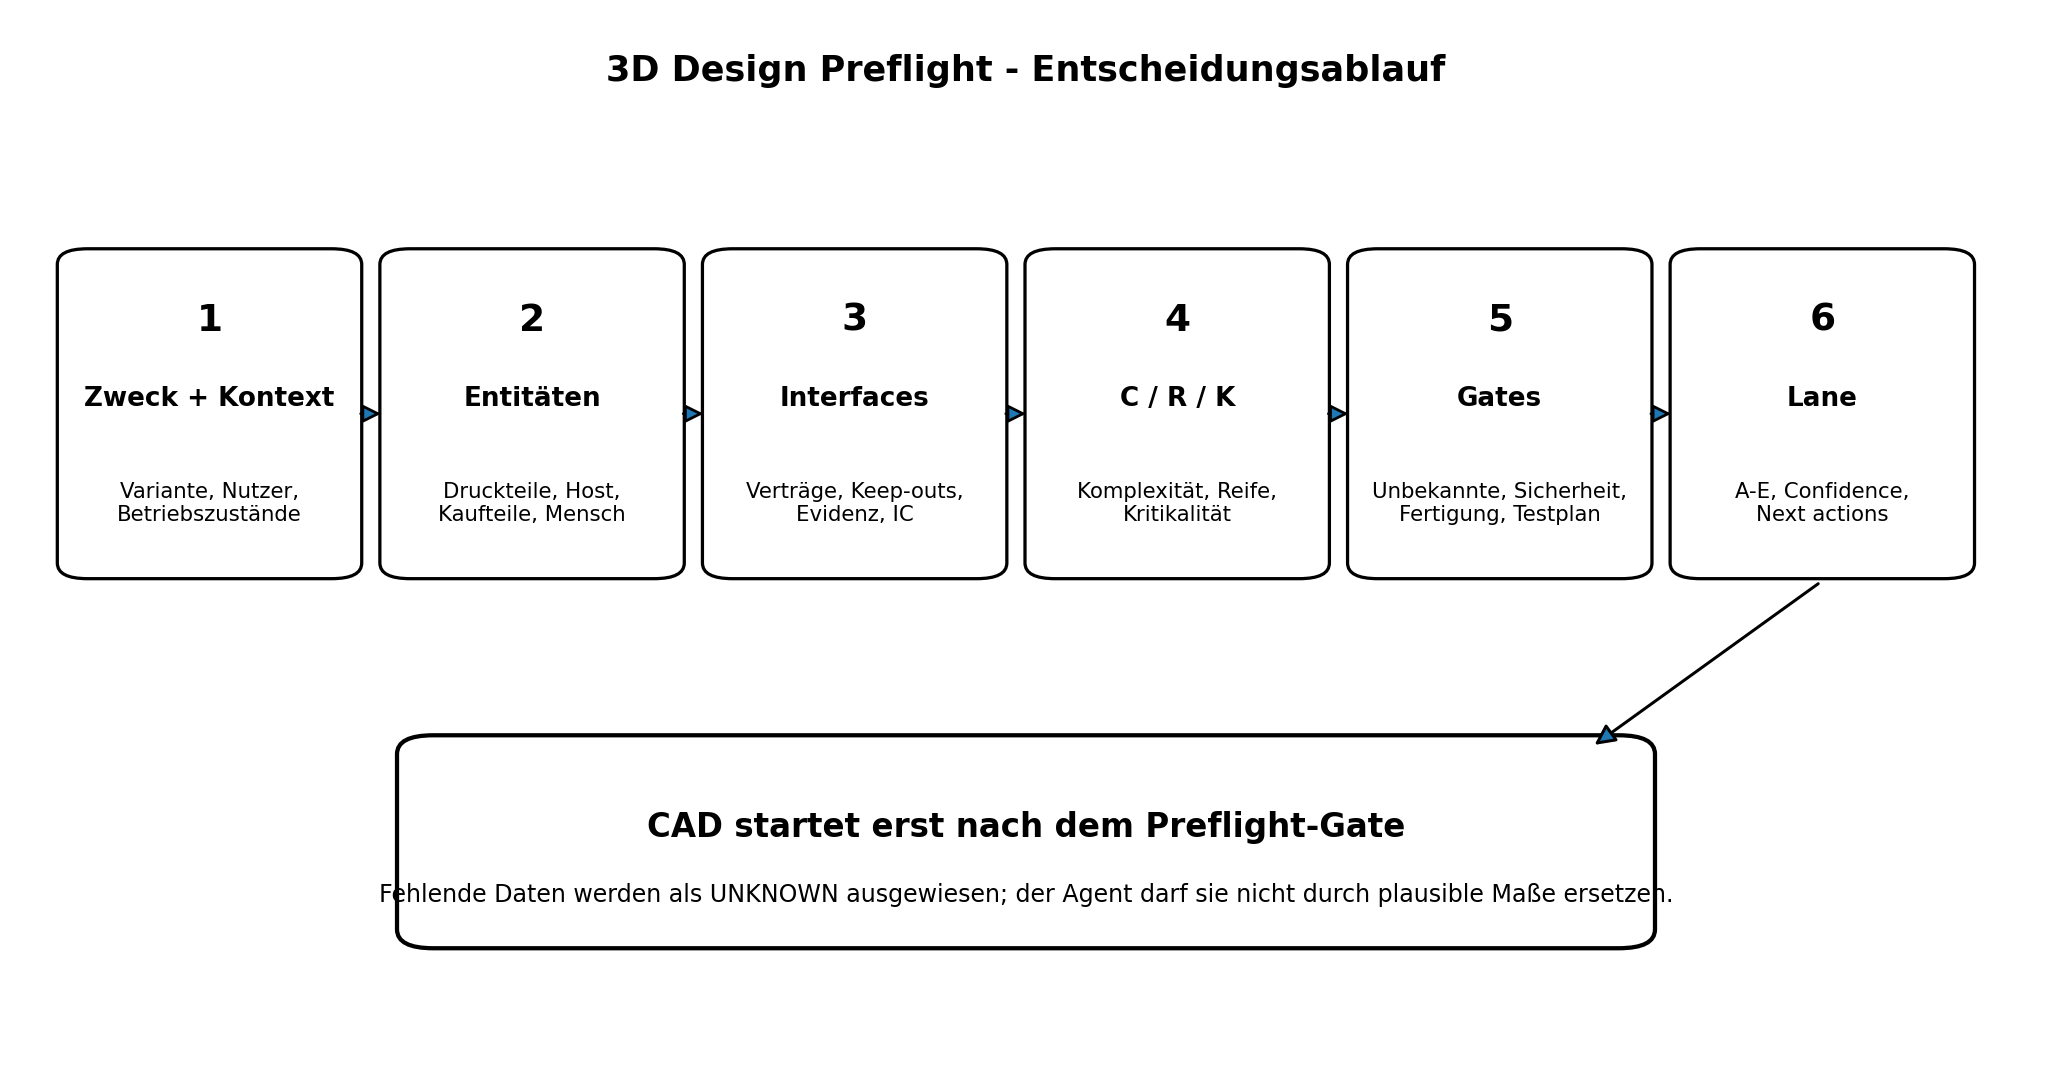 3D Design Preflight - Entscheidungsablauf
1
Zweck + Kontext
Variante, Nutzer,
Betriebszustände
2
Entitäten
Druckteile, Host,
Kaufteile, Mensch
3
Interfaces
Verträge, Keep-outs,
Evidenz, IC
4
C / R / K
Komplexität, Reife,
Kritikalität
5
Gates
Unbekannte, Sicherheit,
Fertigung, Testplan
6
Lane
A-E, Confidence,
Next actions
CAD startet erst nach dem Preflight-Gate
Fehlende Daten werden als UNKNOWN ausgewiesen; der Agent darf sie nicht durch plausible Maße ersetzen.